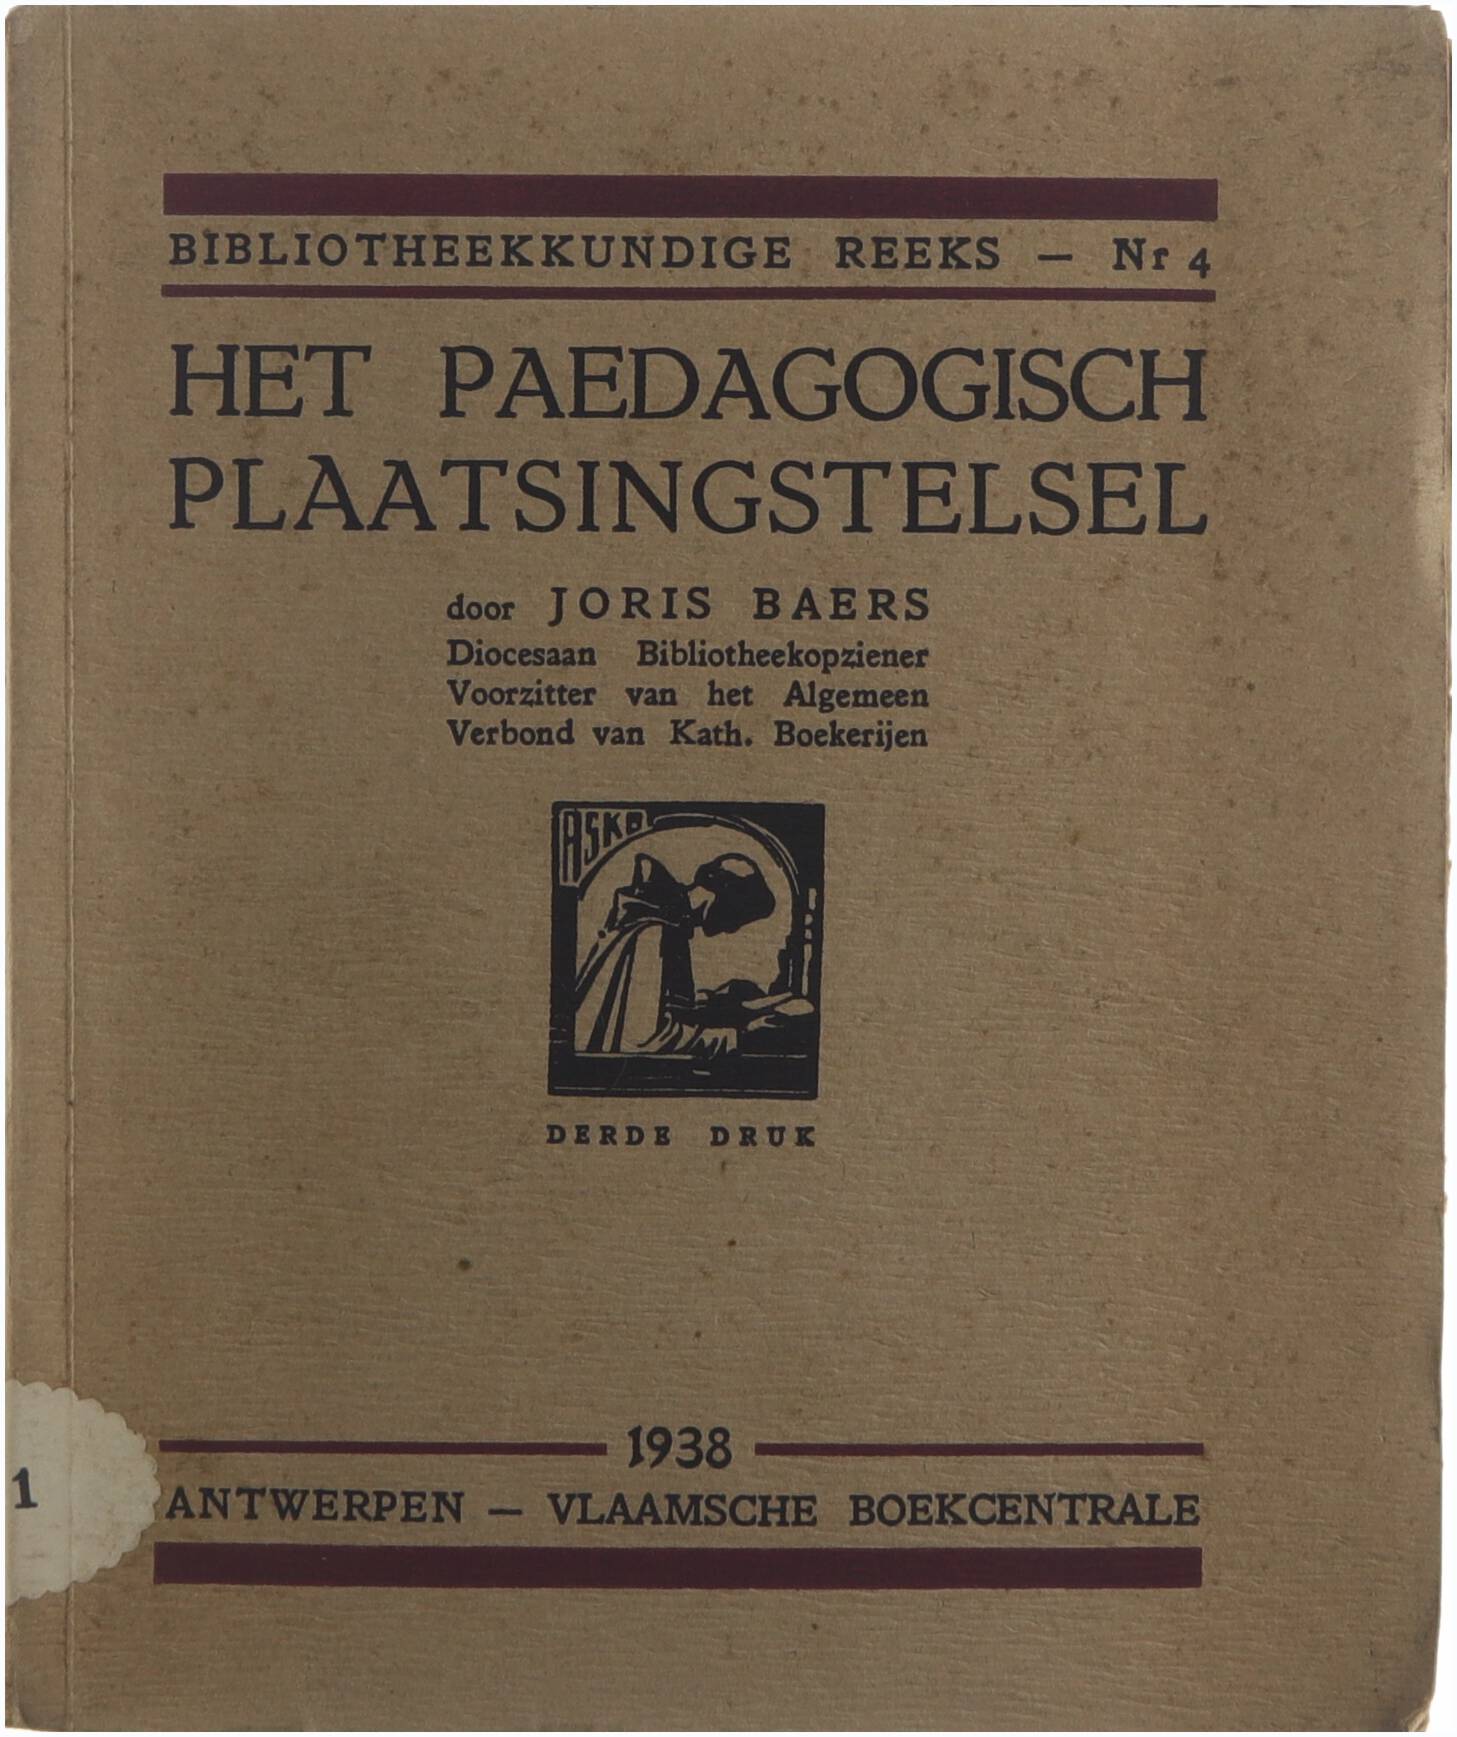 BIBLIOTHEEKKUNDIGE REEKS — Nr 4
HET PAEDAGOGISCH
PLAATSINGSTELSEL
door JORIS BAERS
Diocesaan Bibliotheekopziener
Voorzitter van het Algemeen
Verbond van Kath. Boekerijen
ASKB
DERDE DRUK
1938
1
ANTWERPEN — VLAAMSCHE BOEKCENTRALE